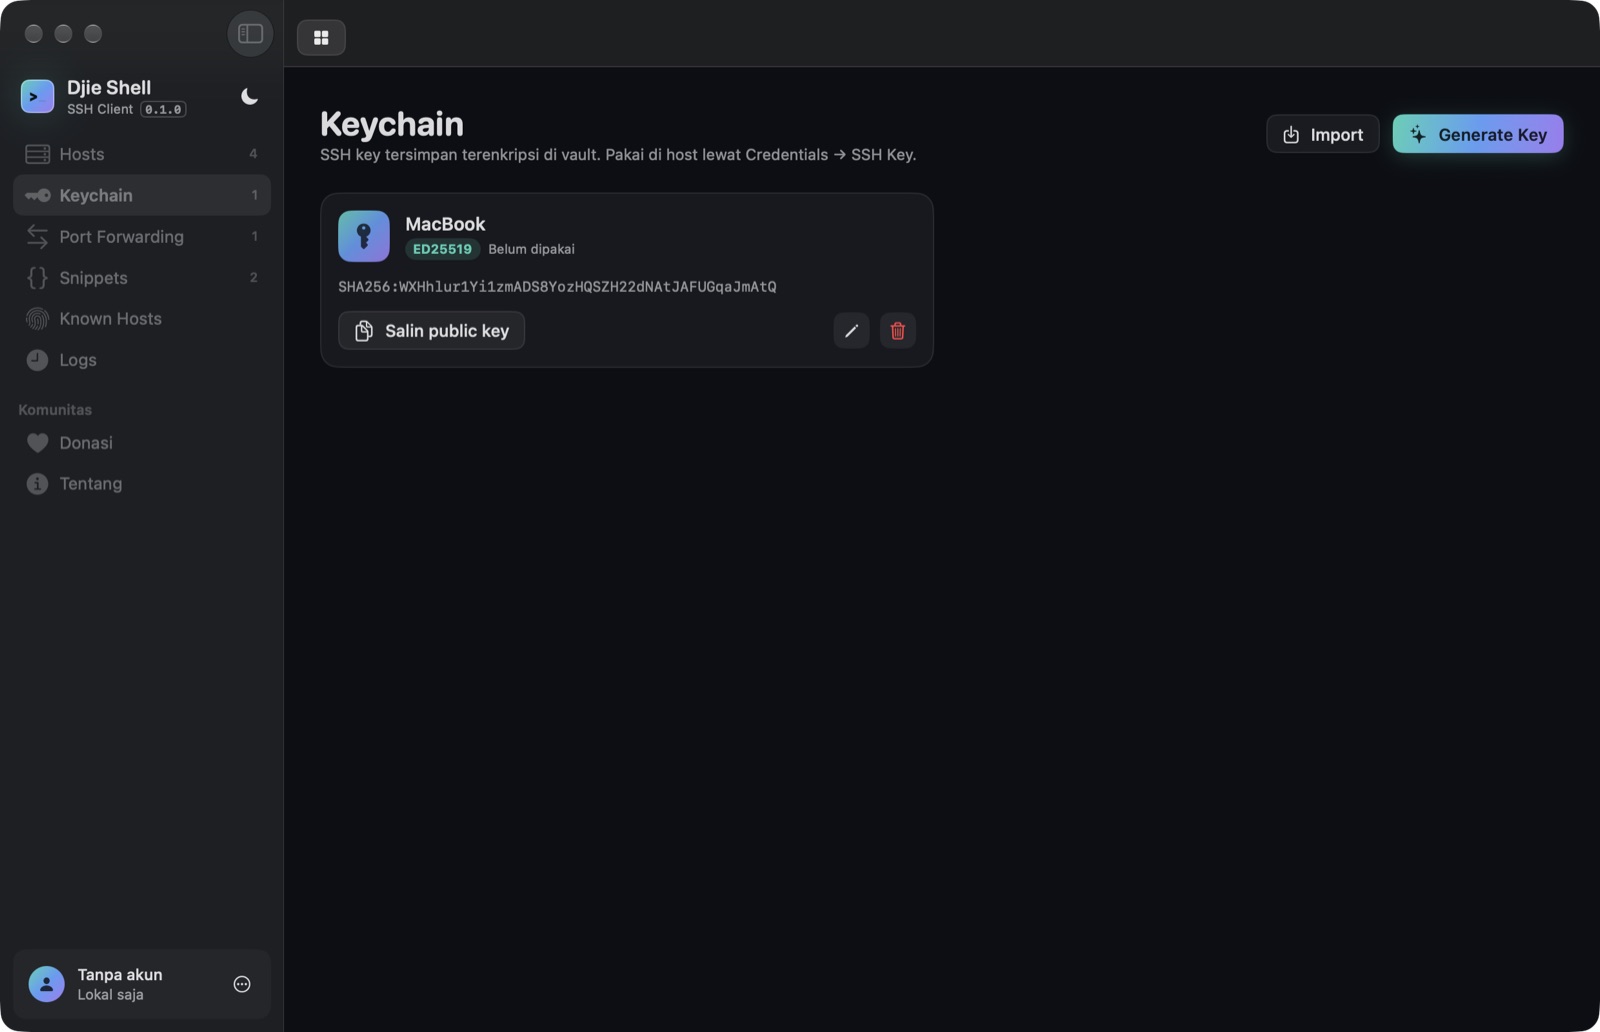 Djie Shell
SSH Client 0.1.0
Hosts 4
Keychain 1
Port Forwarding 1
Snippets 2
Known Hosts
Logs
Komunitas
Donasi
Tentang
Tanpa akun
Lokal saja
Keychain
SSH key tersimpan terenkripsi di vault. Pakai di host lewat Credentials → SSH Key.
Import
Generate Key
MacBook
ED25519 Belum dipakai
SHA256:WXHhlur1Yi1zmADS8YozHQSZH22dNAtJAFUGqaJmAtQ
Salin public key